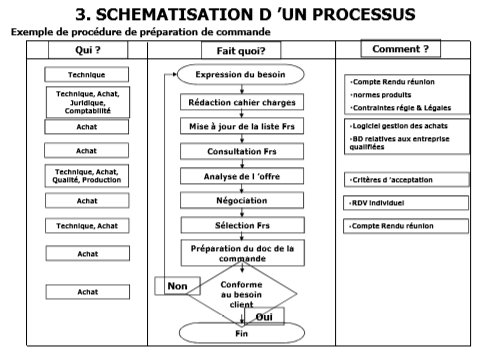 3. SCHEMATISATION D ’UN PROCESSUS
Exemple de procédure de préparation de commande
Qui ?
Fait quoi?
Comment ?
Technique
Expression du besoin
·Compte Rendu réunion
·normes produits
·Contraintes régie & Légales
Technique, Achat,
Juridique,
Comptabilité
Rédaction cahier charges
Achat
Mise à jour de la liste Frs
·Logiciel gestion des achats
·BD relatives aux entreprise
qualifiées
Achat
Consultation Frs
Technique, Achat,
Qualité, Production
Analyse de l ’offre
·Critères d ’acceptation
Achat
Négociation
·RDV individuel
Technique, Achat
Sélection Frs
·Compte Rendu réunion
Achat
Préparation du doc de la
commande
Non
Achat
Conforme
au besoin
client
Oui
Fin